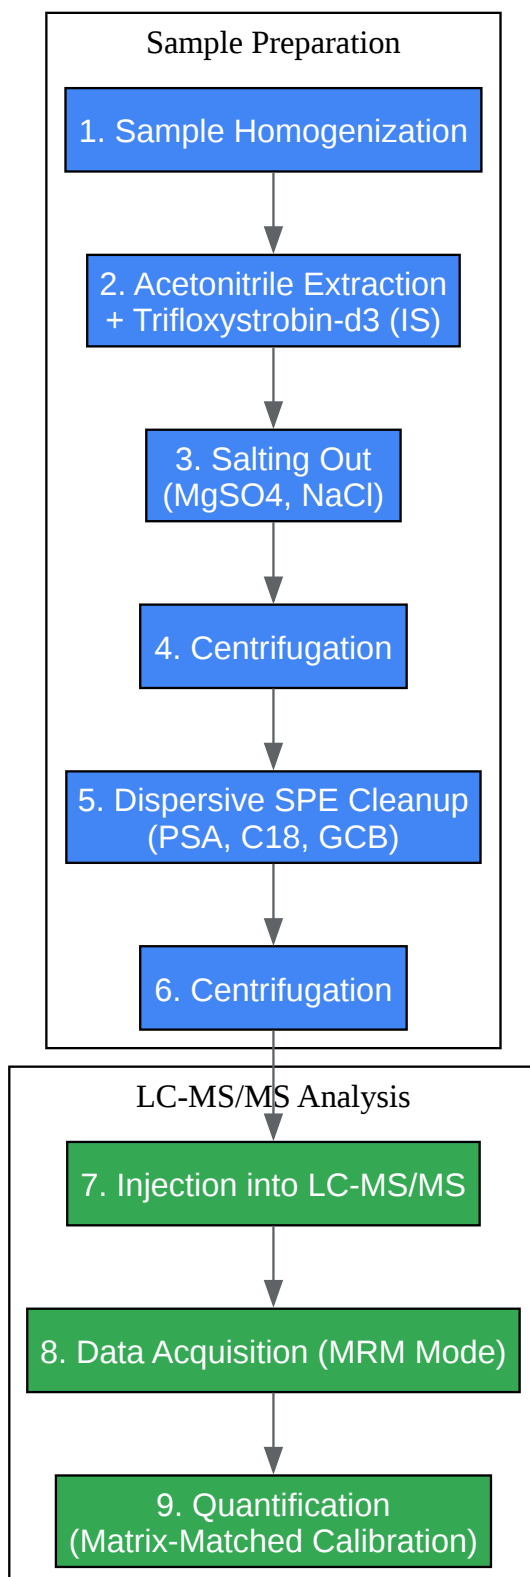 Sample Preparation
1. Sample Homogenization
2. Acetonitrile Extraction
+ Trifloxystrobin-d3 (IS)
3. Salting Out
(MgSO4, NaCl)
4. Centrifugation
5. Dispersive SPE Cleanup
(PSA, C18, GCB)
6. Centrifugation
LC-MS/MS Analysis
7. Injection into LC-MS/MS
8. Data Acquisition (MRM Mode)
9. Quantification
(Matrix-Matched Calibration)